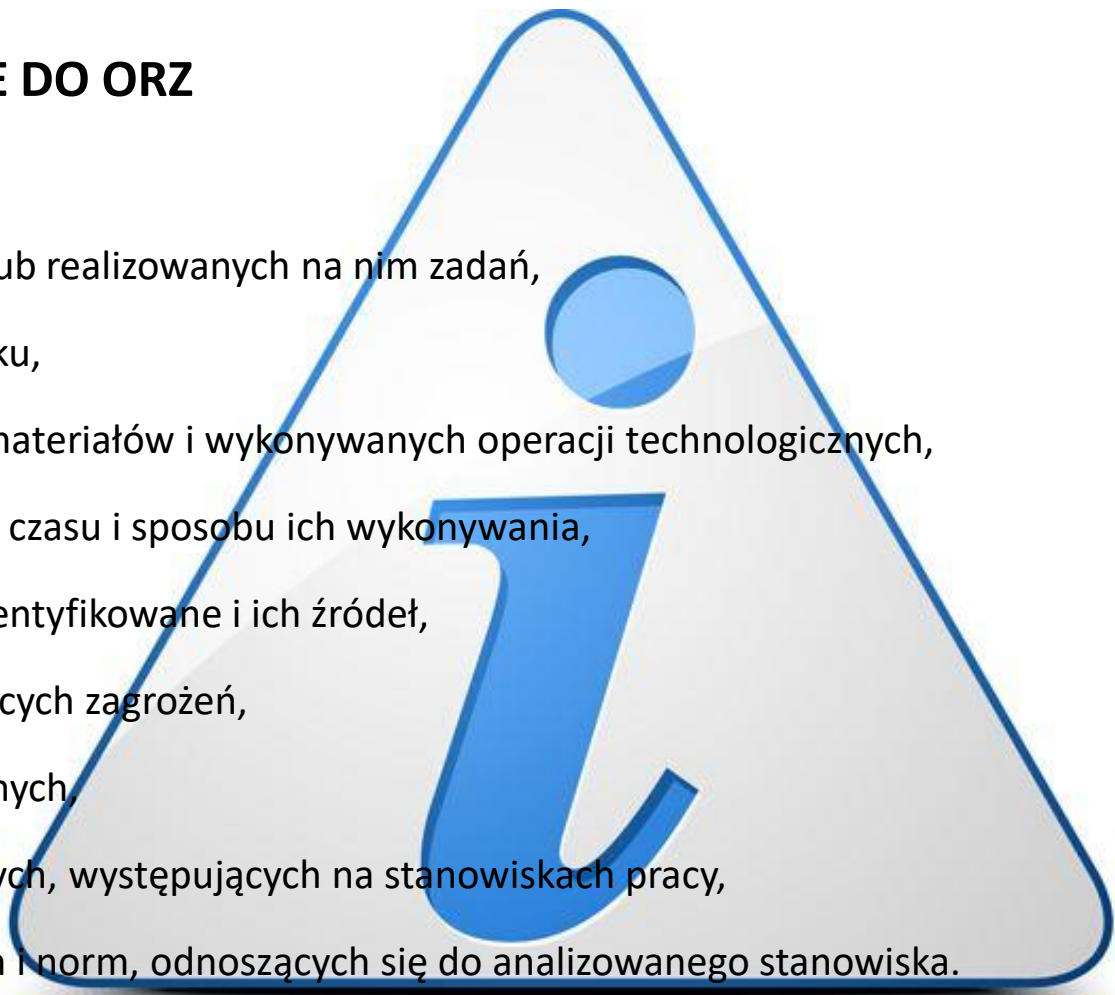 E DO ORZ
ub realizowanych na nim zadań,
ku,
materiałów i wykonywanych operacji technologicznych,
czasu i sposobu ich wykonywania,
entyfikowane i ich źródeł,
cych zagrożeń,
nych,
ych, występujących na stanowiskach pracy,
i norm, odnoszących się do analizowanego stanowiska.